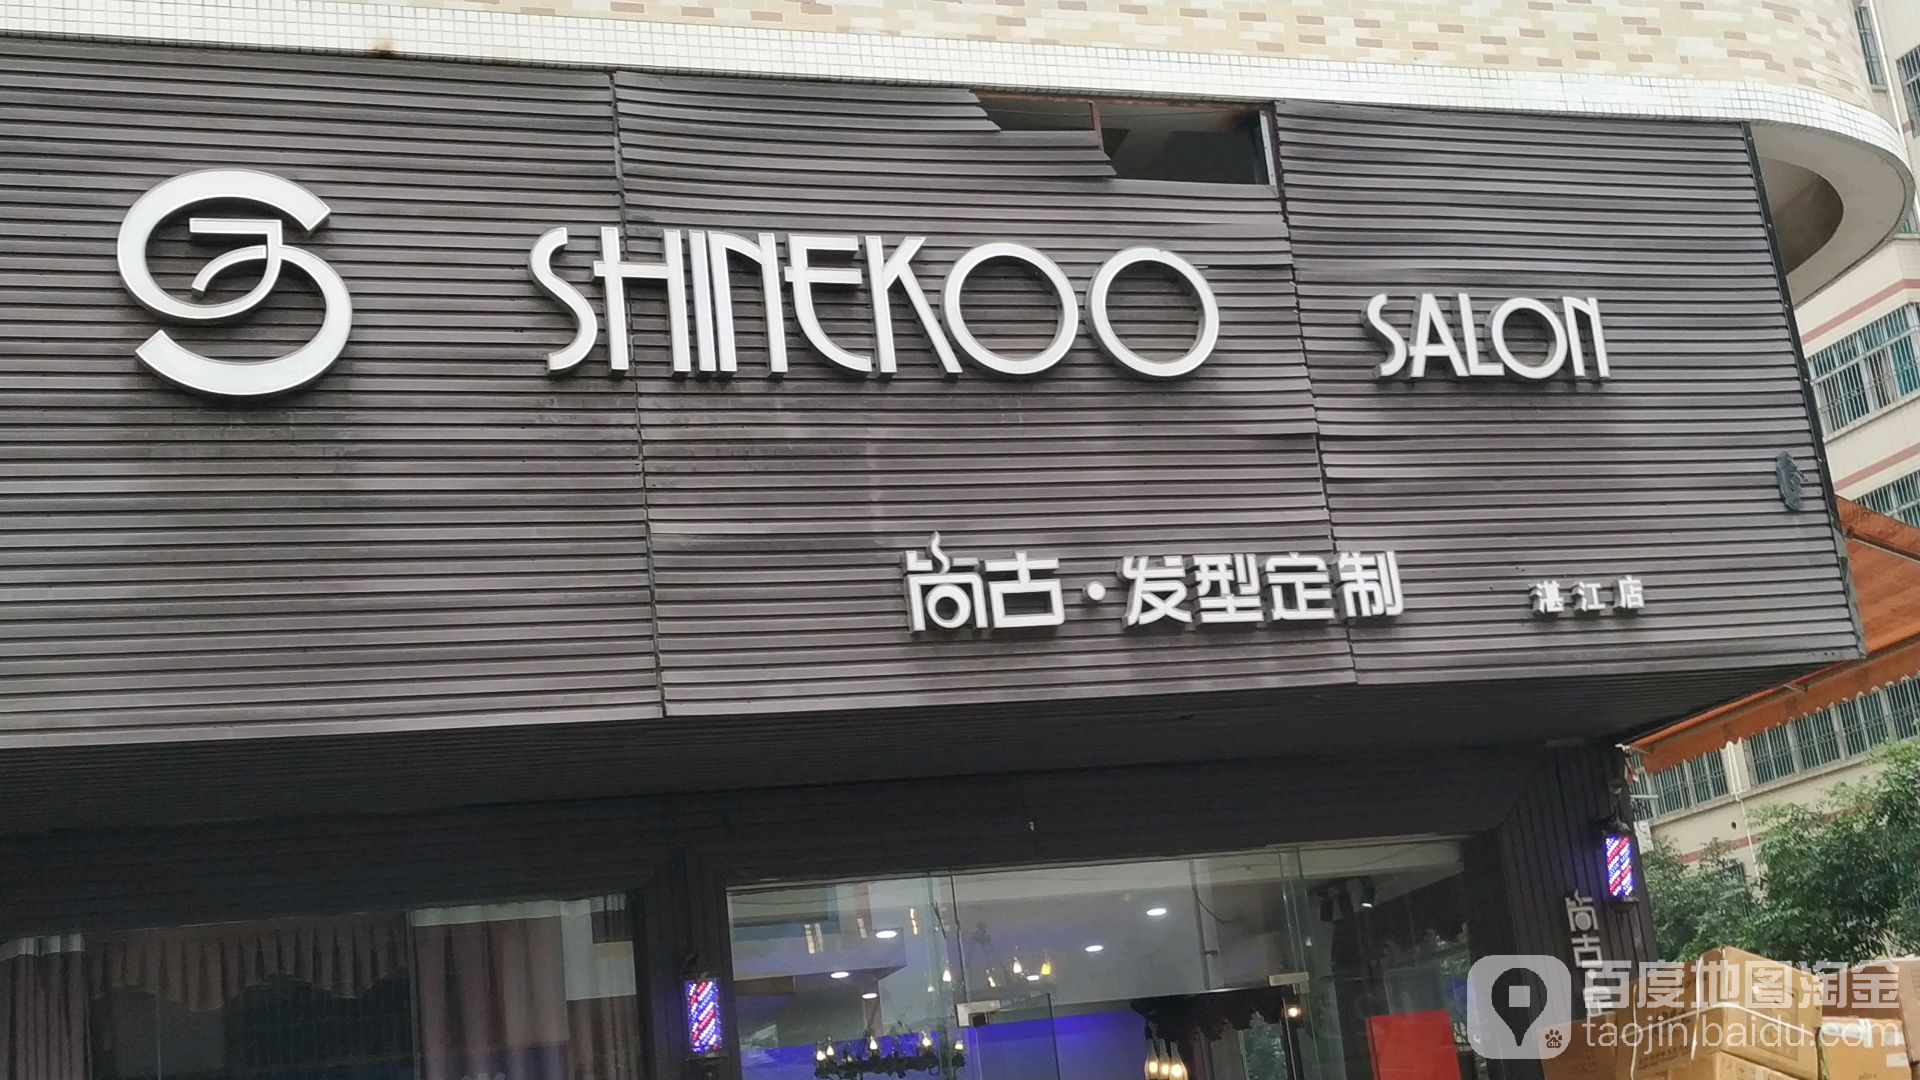 SHINEKOO SALON
尚古·发型定制 湛江店
尚古
百度地图淘金
taojin.baidu.com